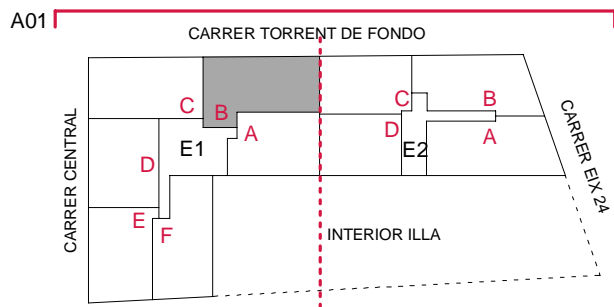 A01
CARRER TORRENT DE FONDO
C
B
A
C
B
D
A
E1
E2
D
E
F
CARRER CENTRAL
CARRER EIX 24
INTERIOR ILLA